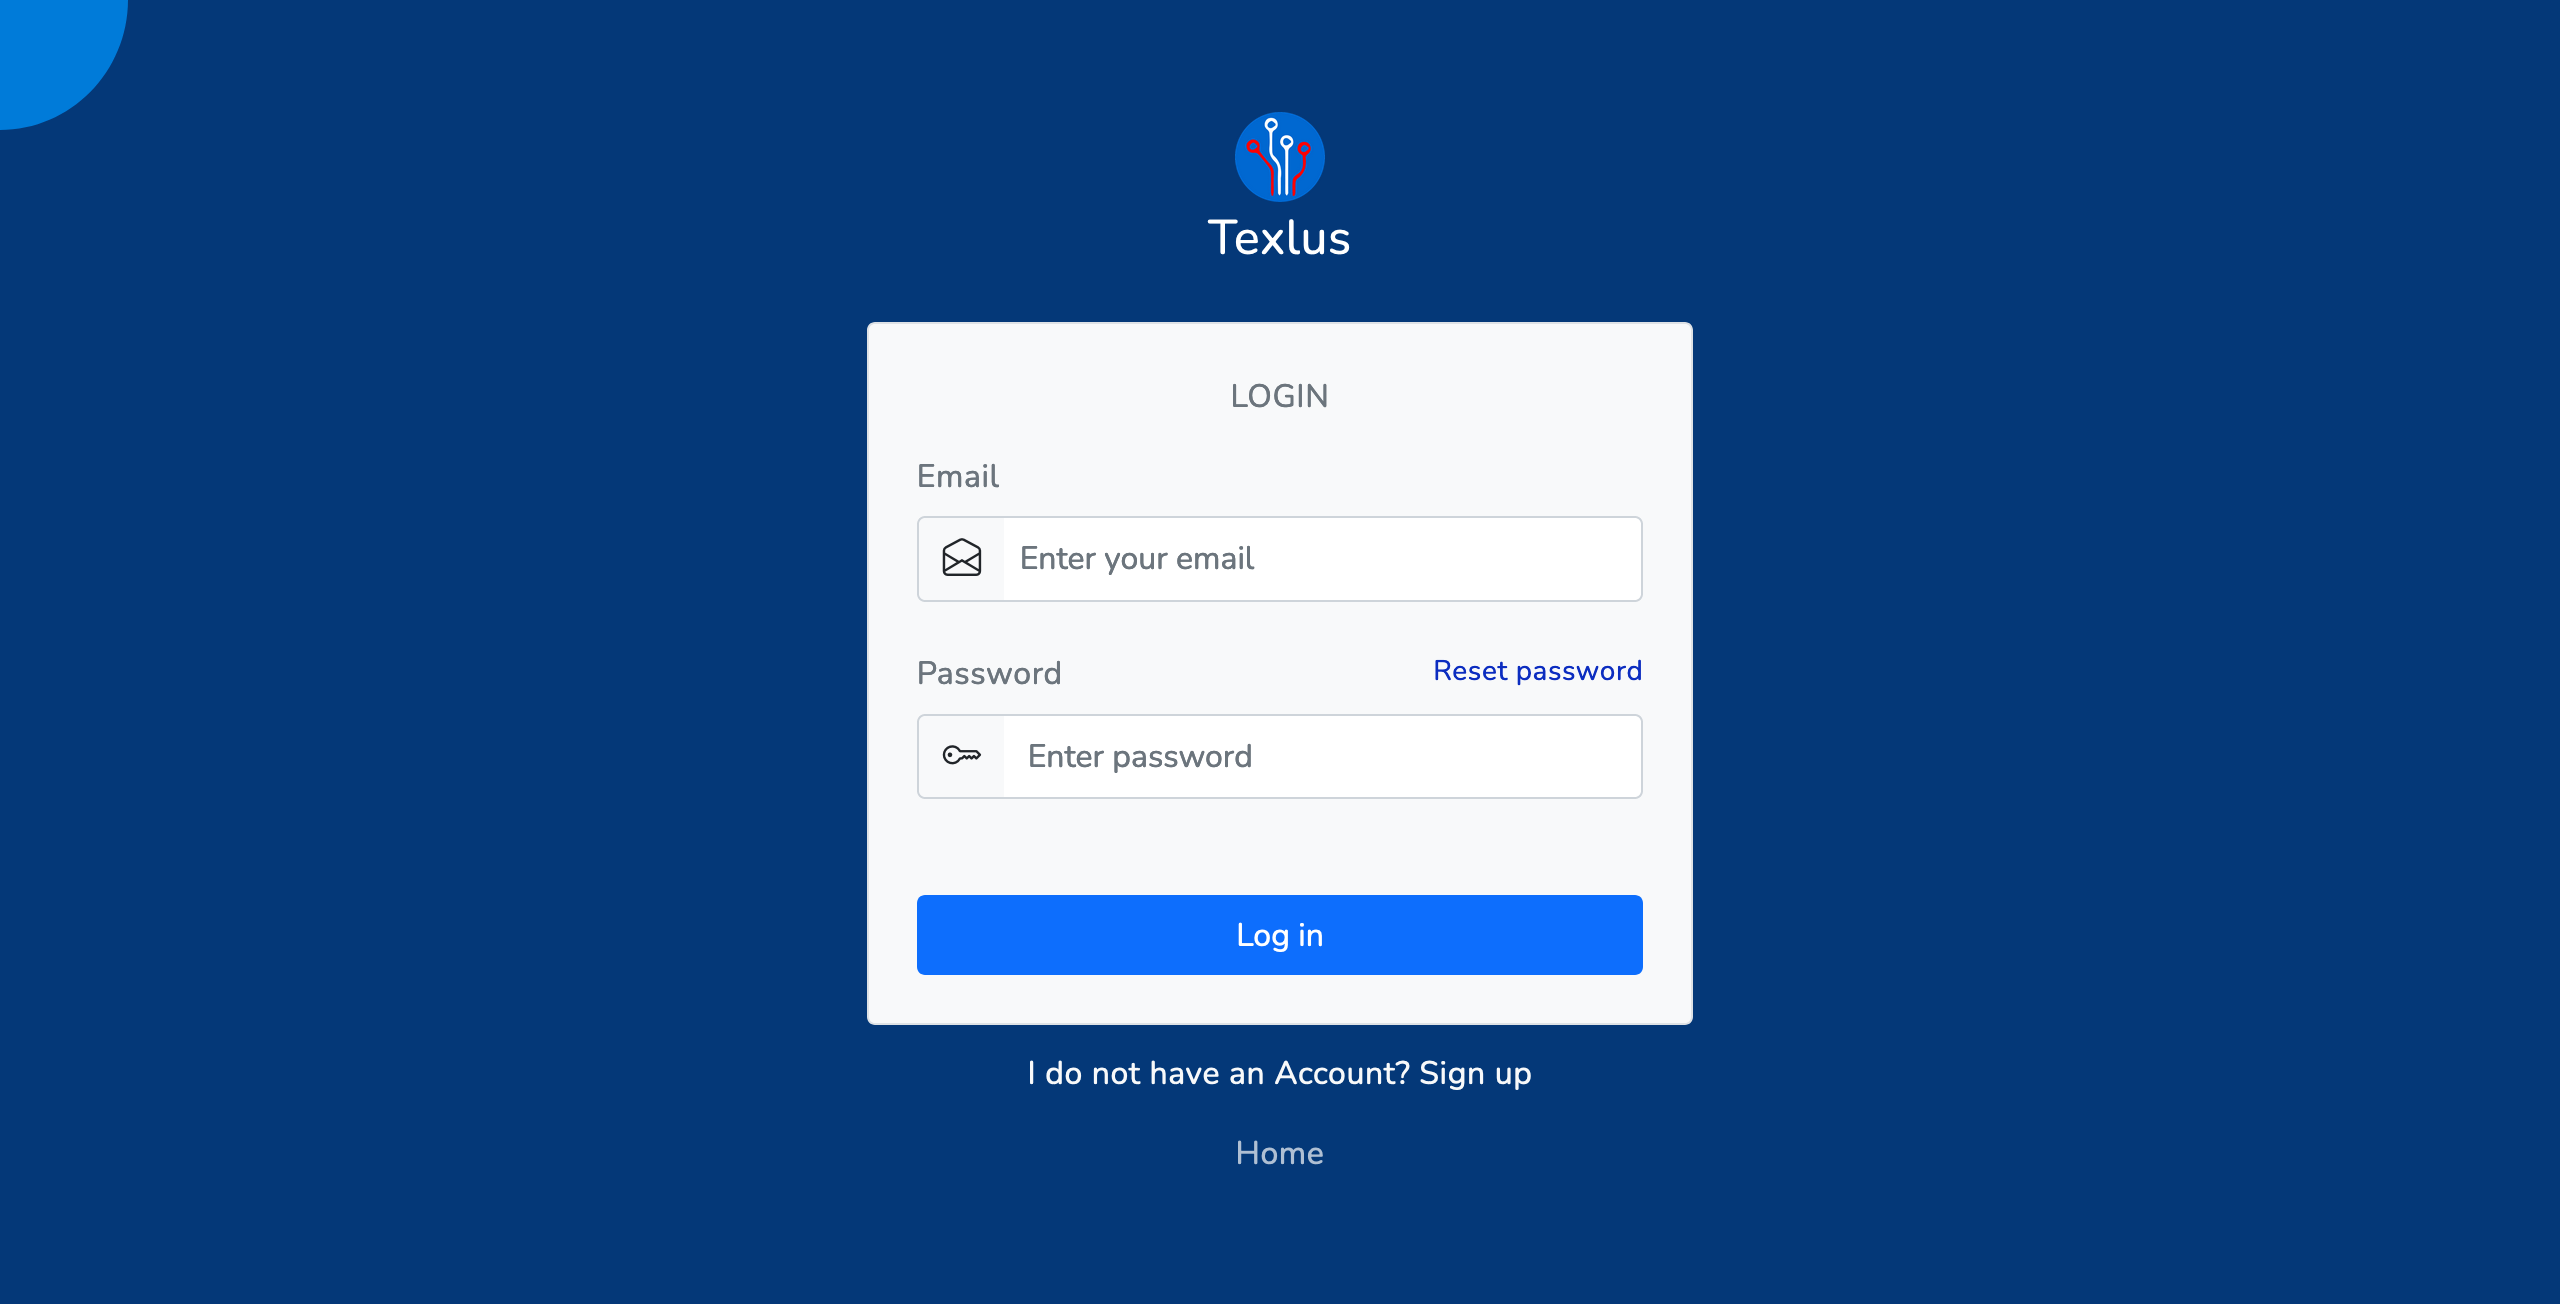 Texlus
LOGIN
Email
Enter your email
Password
Reset password
Enter password
Log in
I do not have an Account? Sign up
Home